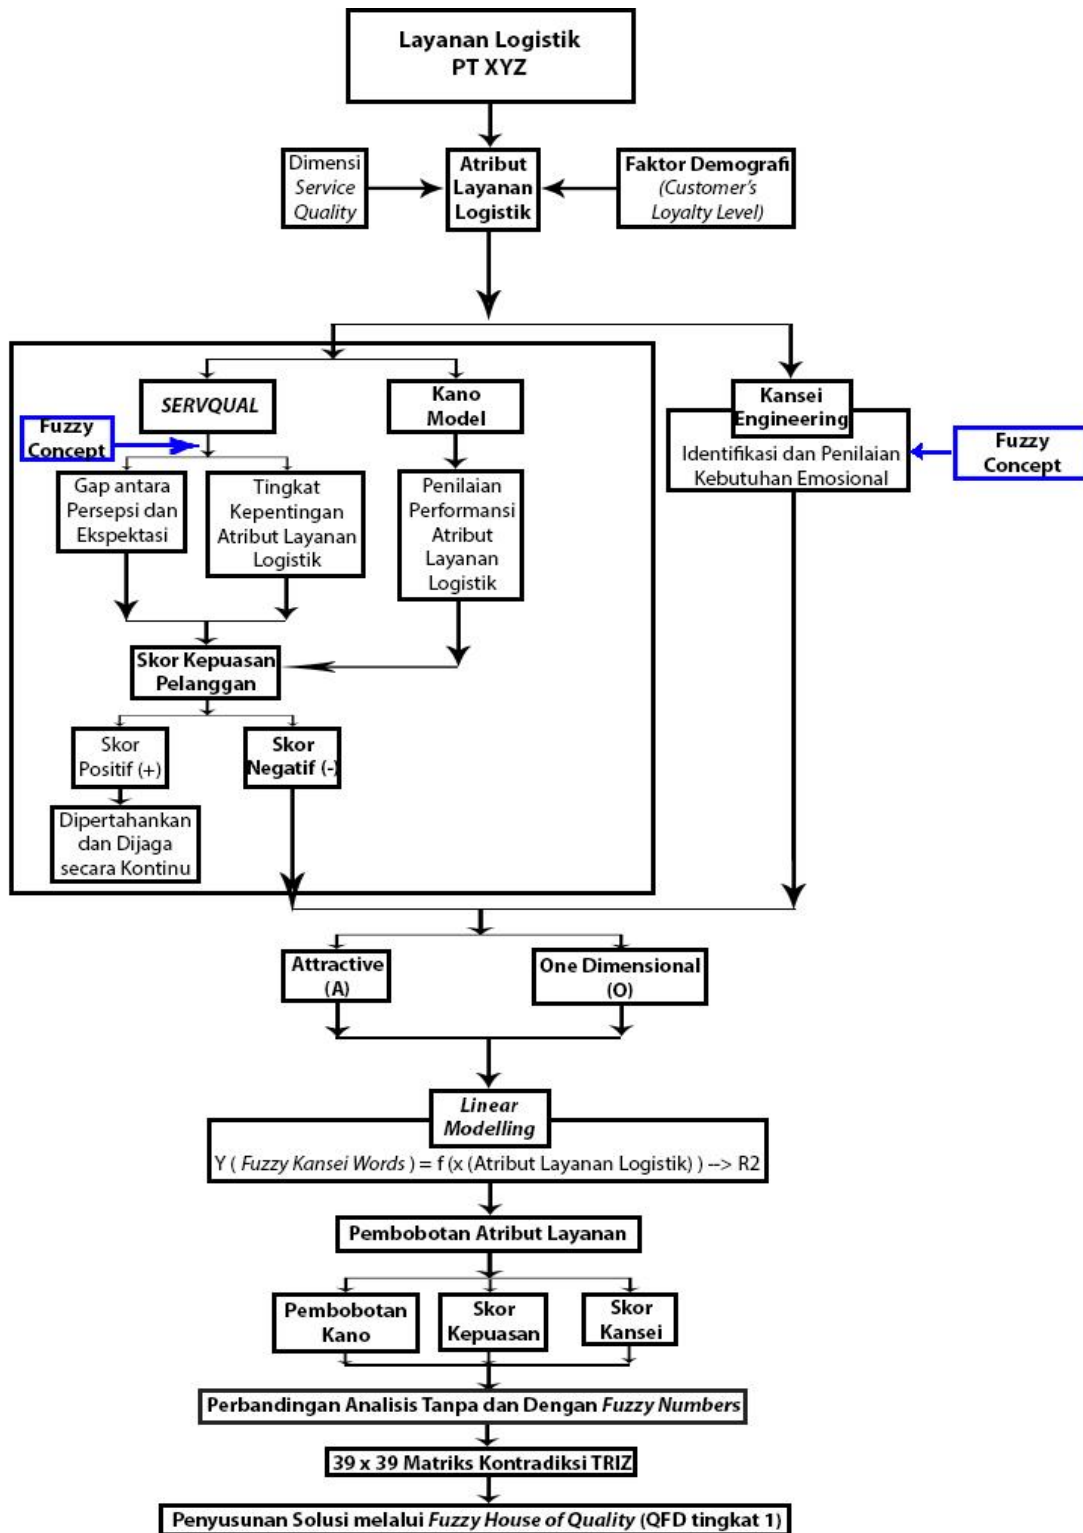 Layanan Logistik
PT XYZ
Dimensi
Service
Quality
Atribut
Layanan
Logistik
Faktor Demografi
(Customer's
Loyalty Level)
SERVQUAL
Kano
Model
Kansei
Engineering
Identifikasi dan Penilaian
Kebutuhan Emosional
Fuzzy
Concept
Fuzzy
Concept
Gap antara
Persepsi dan
Ekspektasi
Tingkat
Kepentingan
Atribut Layanan
Logistik
Penilaian
Performansi
Atribut
Layanan
Logistik
Skor Kepuasan
Pelanggan
Skor
Positif (+)
Skor
Negatif (-)
Dipertahankan
dan Dijaga
secara Kontinu
Attractive
(A)
One Dimensional
(O)
Linear
Modelling
Y ( Fuzzy Kansei Words ) = f (x (Atribut Layanan Logistik) ) --> R2
Pembobotan Atribut Layanan
Pembobotan
Kano
Skor
Kepuasan
Skor
Kansei
Perbandingan Analisis Tanpa dan Dengan Fuzzy Numbers
39 x 39 Matriks Kontradiksi TRIZ
Penyusunan Solusi melalui Fuzzy House of Quality (QFD tingkat 1)